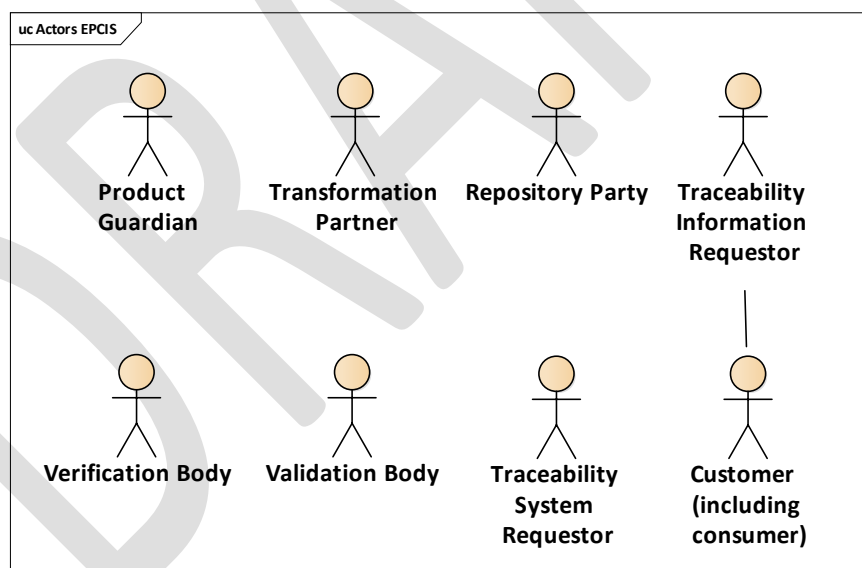 uc Actors EPCIS
Product
Guardian
Transformation
Partner
Repository Party
Traceability
Information
Requestor
Verification Body
Validation Body
Traceability
System
Requestor
Customer
(including
consumer)